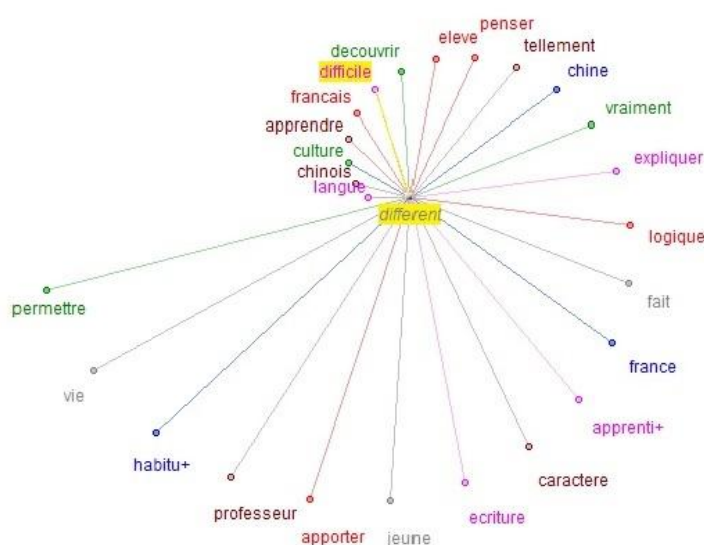 penser
eleve
tellement
decouvrir
difficile
chine
francais
vraiment
apprendre
culture
expliquer
chinois
langue
different
logique
fait
permettre
france
vie
apprenti+
habitu+
caractere
professeur
ecriture
apporter
jeune